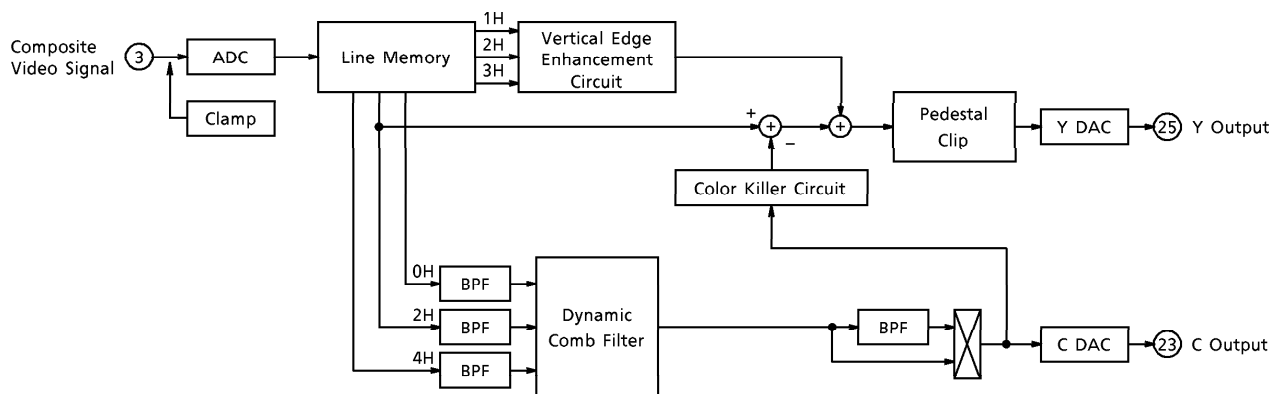 Composite
Video Signal
3
ADC
Clamp
Line Memory
1H
2H
3H
Vertical Edge
Enhancement
Circuit
+
+
−
+
Pedestal
Clip
Y DAC
25
Y Output
Color Killer Circuit
0H
BPF
2H
BPF
4H
BPF
Dynamic
Comb Filter
BPF
C DAC
23
C Output